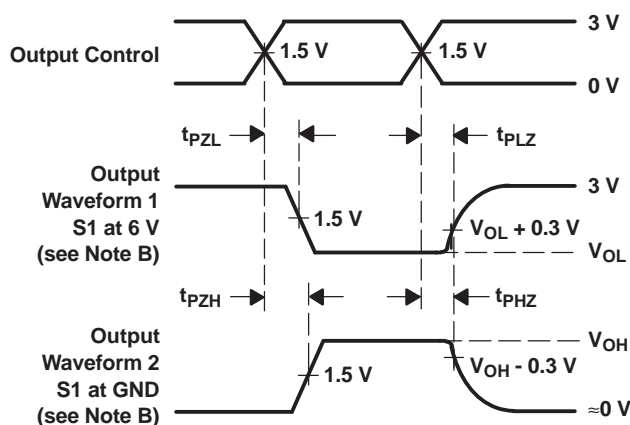 3 V
Output Control
1.5 V
1.5 V
0 V
tPZL
tPLZ
Output
Waveform 1
S1 at 6 V
(see Note B)
3 V
1.5 V
VOL + 0.3 V
VOL
tPZH
tPHZ
Output
Waveform 2
S1 at GND
(see Note B)
VOH
1.5 V
VOH - 0.3 V
≈0 V